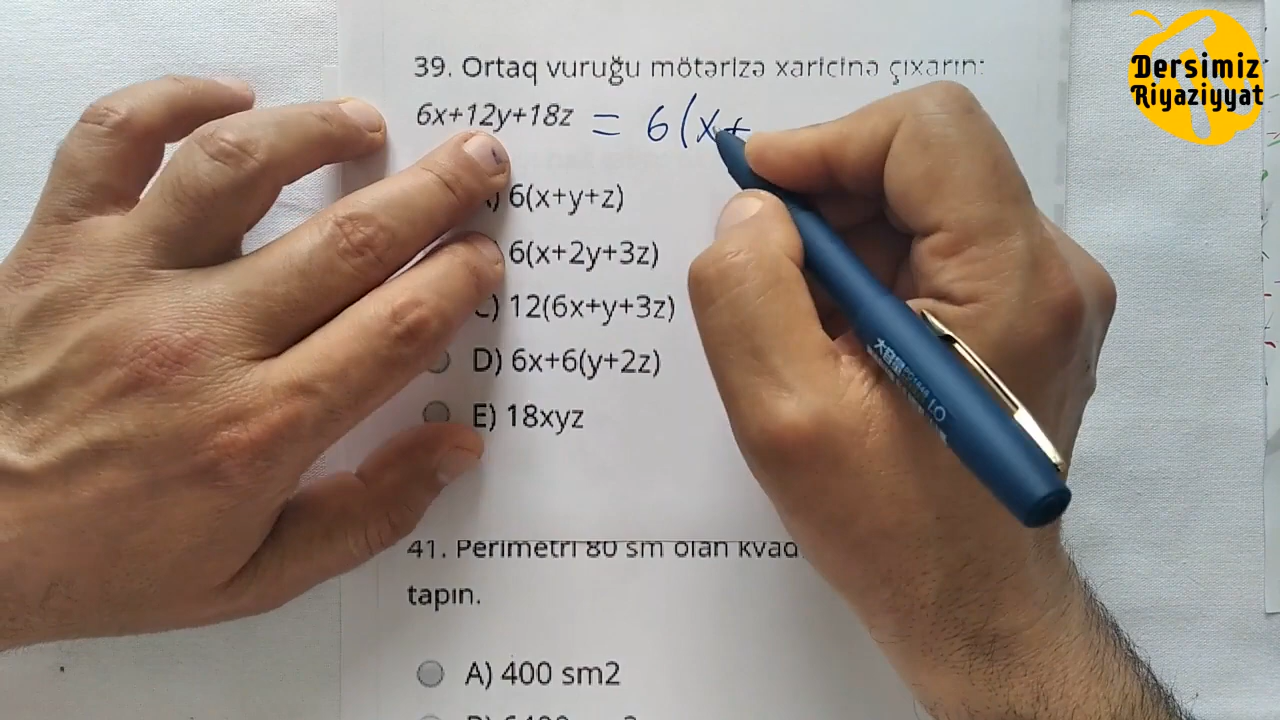 Dersimiz
Riyaziyyat
39. Ortaq vuruğu mötərizə xaricinə çıxarın:
6x+12y+18z = 6(x+
) 6(x+y+z)
6(x+2y+3z)
C) 12(6x+y+3z)
D) 6x+6(y+2z)
E) 18xyz
41. Perimetri 80 sm olan
tapın.
A) 400 sm2